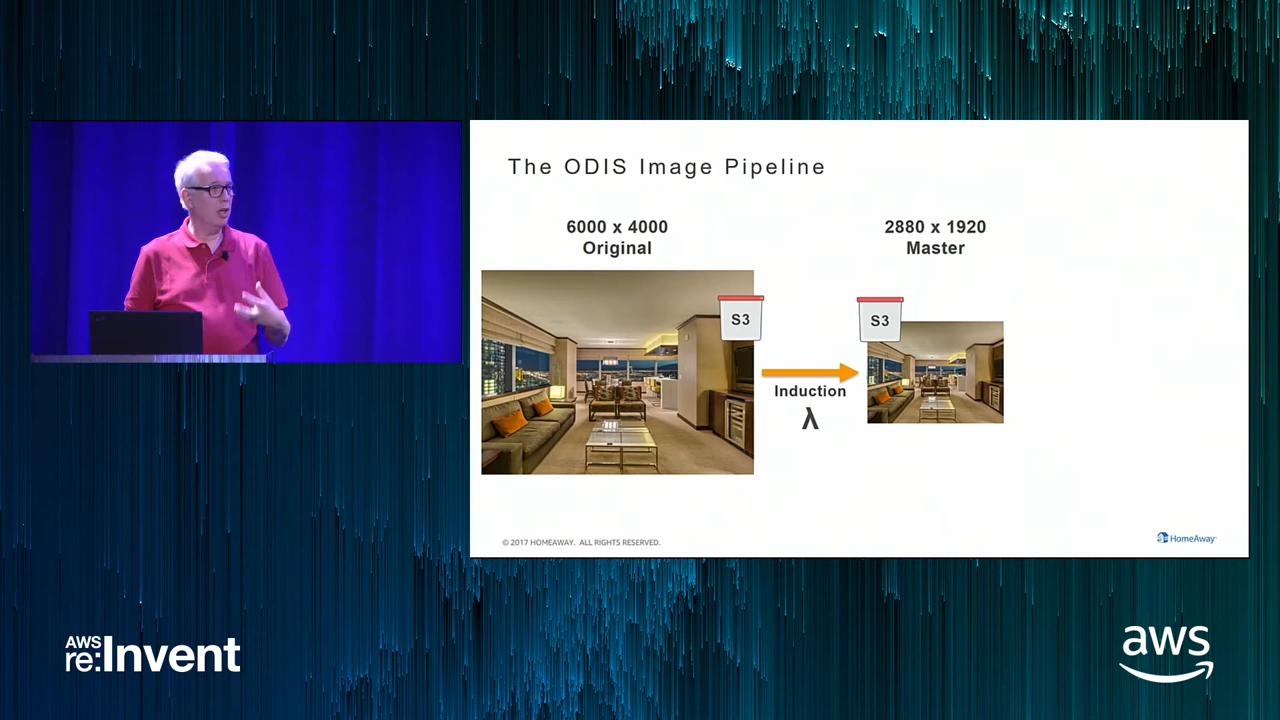 The ODIS Image Pipeline
6000 x 4000
Original
2880 x 1920
Master
S3
S3
Induction
λ
© 2017 HOMEAWAY. ALL RIGHTS RESERVED.
HomeAway
AWS
re:Invent
aws